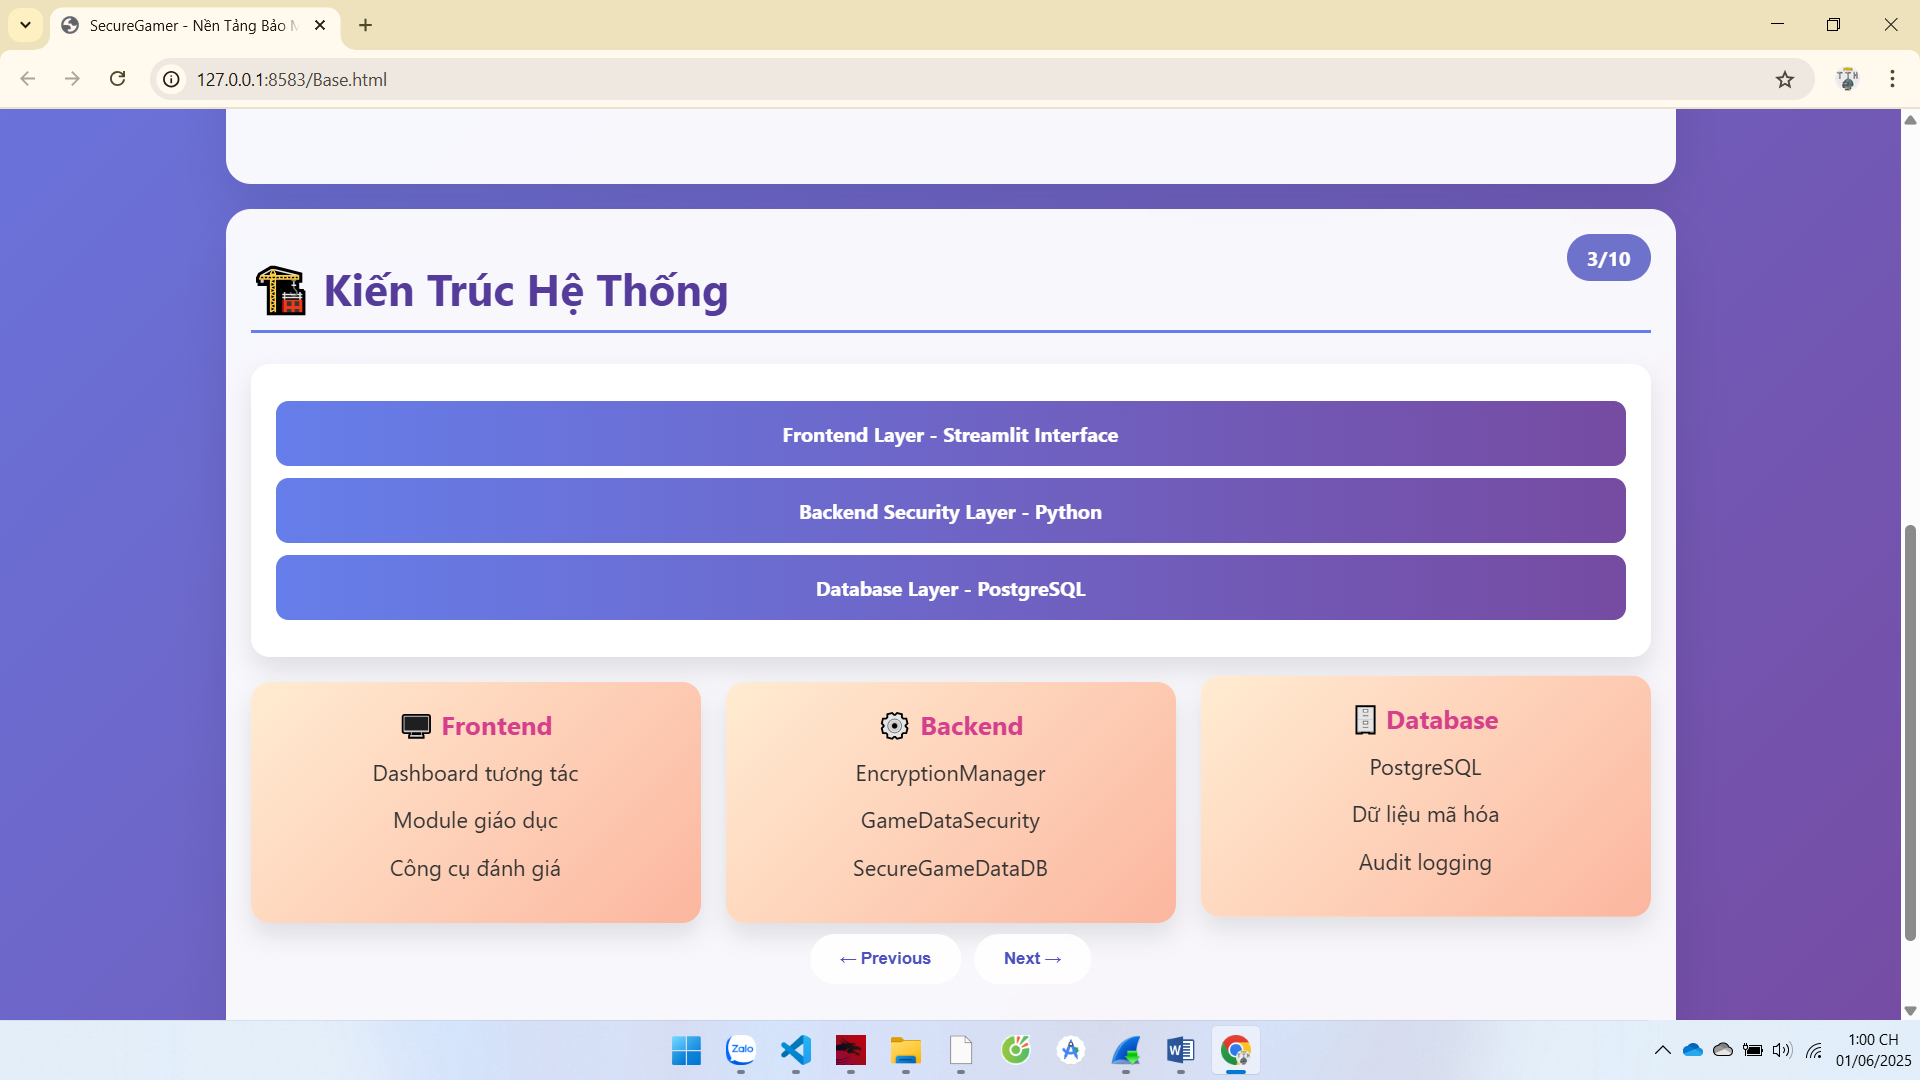 SecureGamer - Nền Tảng Bảo M
127.0.0.1:8583/Base.html
3/10
Kiến Trúc Hệ Thống
Frontend Layer - Streamlit Interface
Backend Security Layer - Python
Database Layer - PostgreSQL
Frontend
Dashboard tương tác
Module giáo dục
Công cụ đánh giá
Backend
EncryptionManager
GameDataSecurity
SecureGameDataDB
Database
PostgreSQL
Dữ liệu mã hóa
Audit logging
← Previous
Next →
Zalo
1:00 CH
01/06/2025